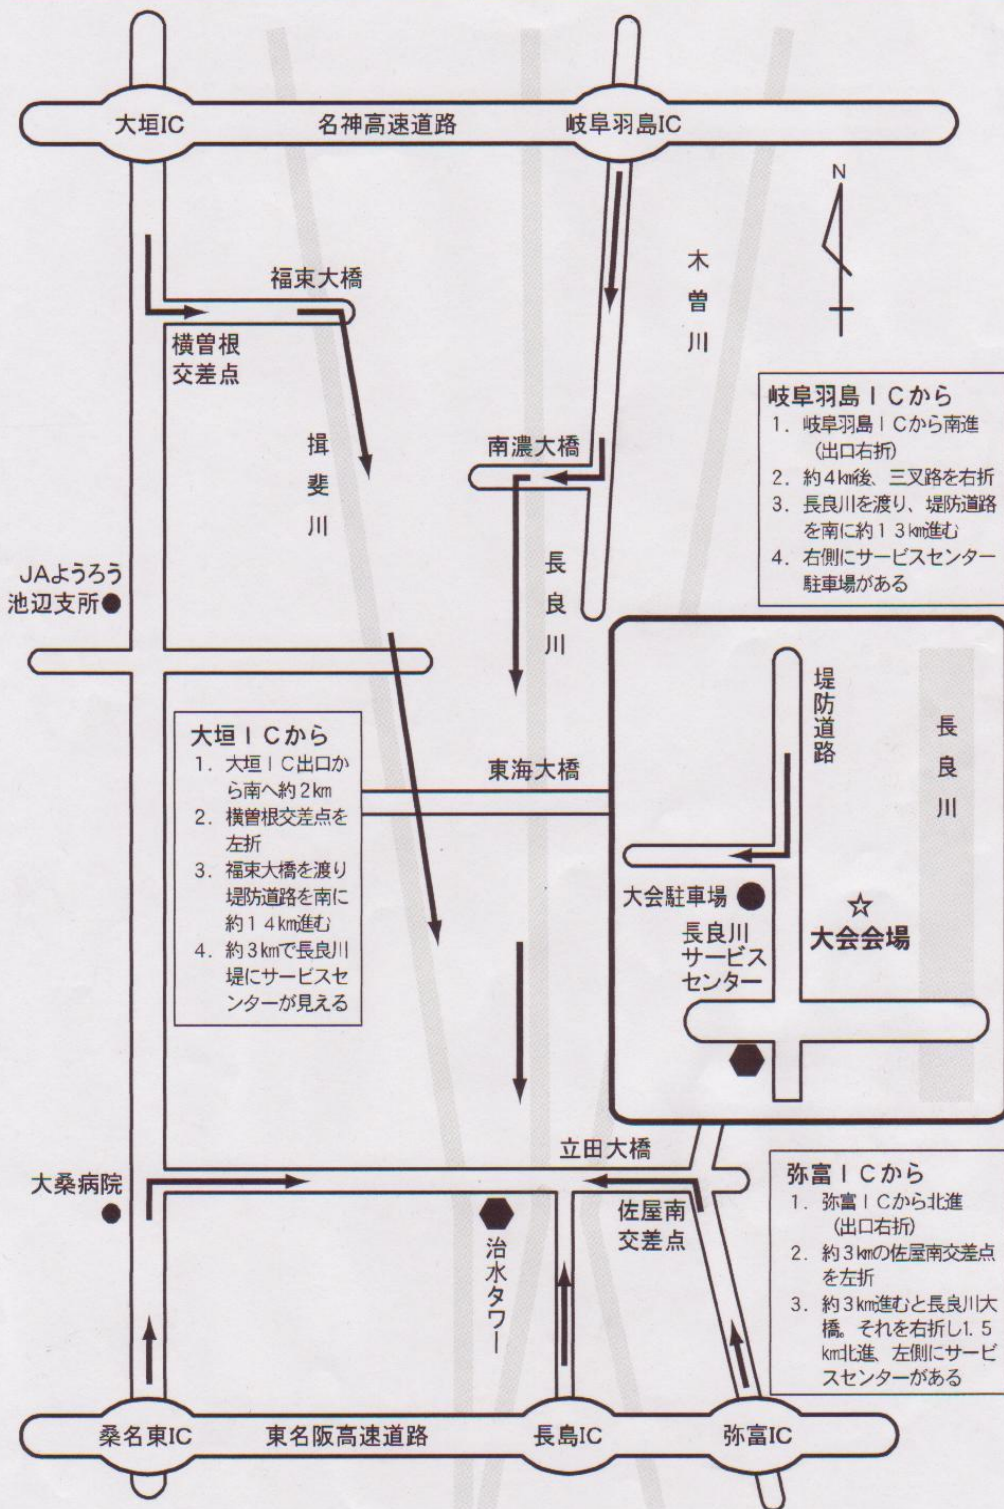 大垣IC
名神高速道路
岐阜羽島IC
N
福束大橋
木曽川
横曽根
交差点
揖斐川
南濃大橋
岐阜羽島ICから
1. 岐阜羽島ICから南進
(出口右折)
2. 約4km後、三叉路を右折
3. 長良川を渡り、堤防道路
を南に約13km進む
4. 右側にサービスセンター
駐車場がある
長良川
JAようろう
池辺支所●
堤防道路
長良川
大会駐車場●
☆
大会会場
長良川
サービス
センター
大垣ICから
1. 大垣IC出口か
ら南へ約2km
2. 横曽根交差点を
左折
3. 福束大橋を渡り
堤防道路を南に
約14km進む
4. 約3kmで長良川
堤にサービスセ
ンターが見える
東海大橋
立田大橋
大桑病院
●
佐屋南
交差点
治水タワー
弥富ICから
1. 弥富ICから北進
(出口右折)
2. 約3kmの佐屋南交差点
を左折
3. 約3km進むと長良川大
橋。それを右折し1.5
km北進、左側にサービ
スセンターがある
桑名東IC
東名阪高速道路
長島IC
弥富IC